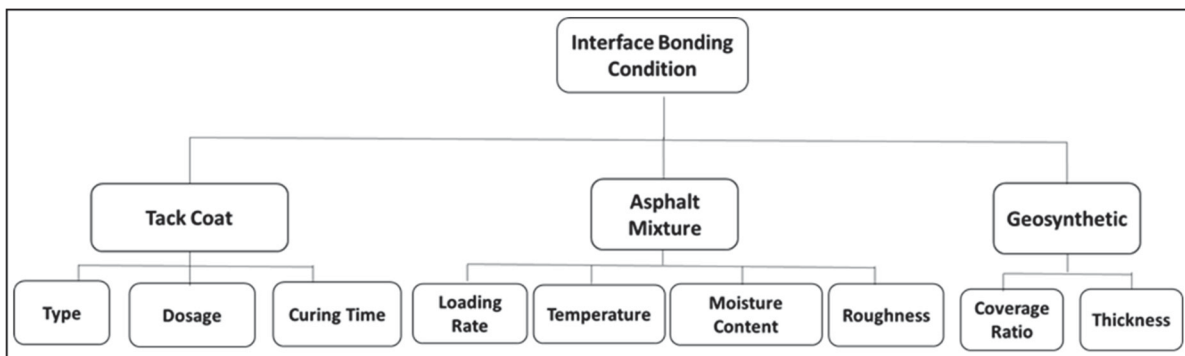 Interface Bonding
Condition
Tack Coat
Asphalt
Mixture
Geosynthetic
Type
Dosage
Curing Time
Loading
Rate
Temperature
Moisture
Content
Roughness
Coverage
Ratio
Thickness